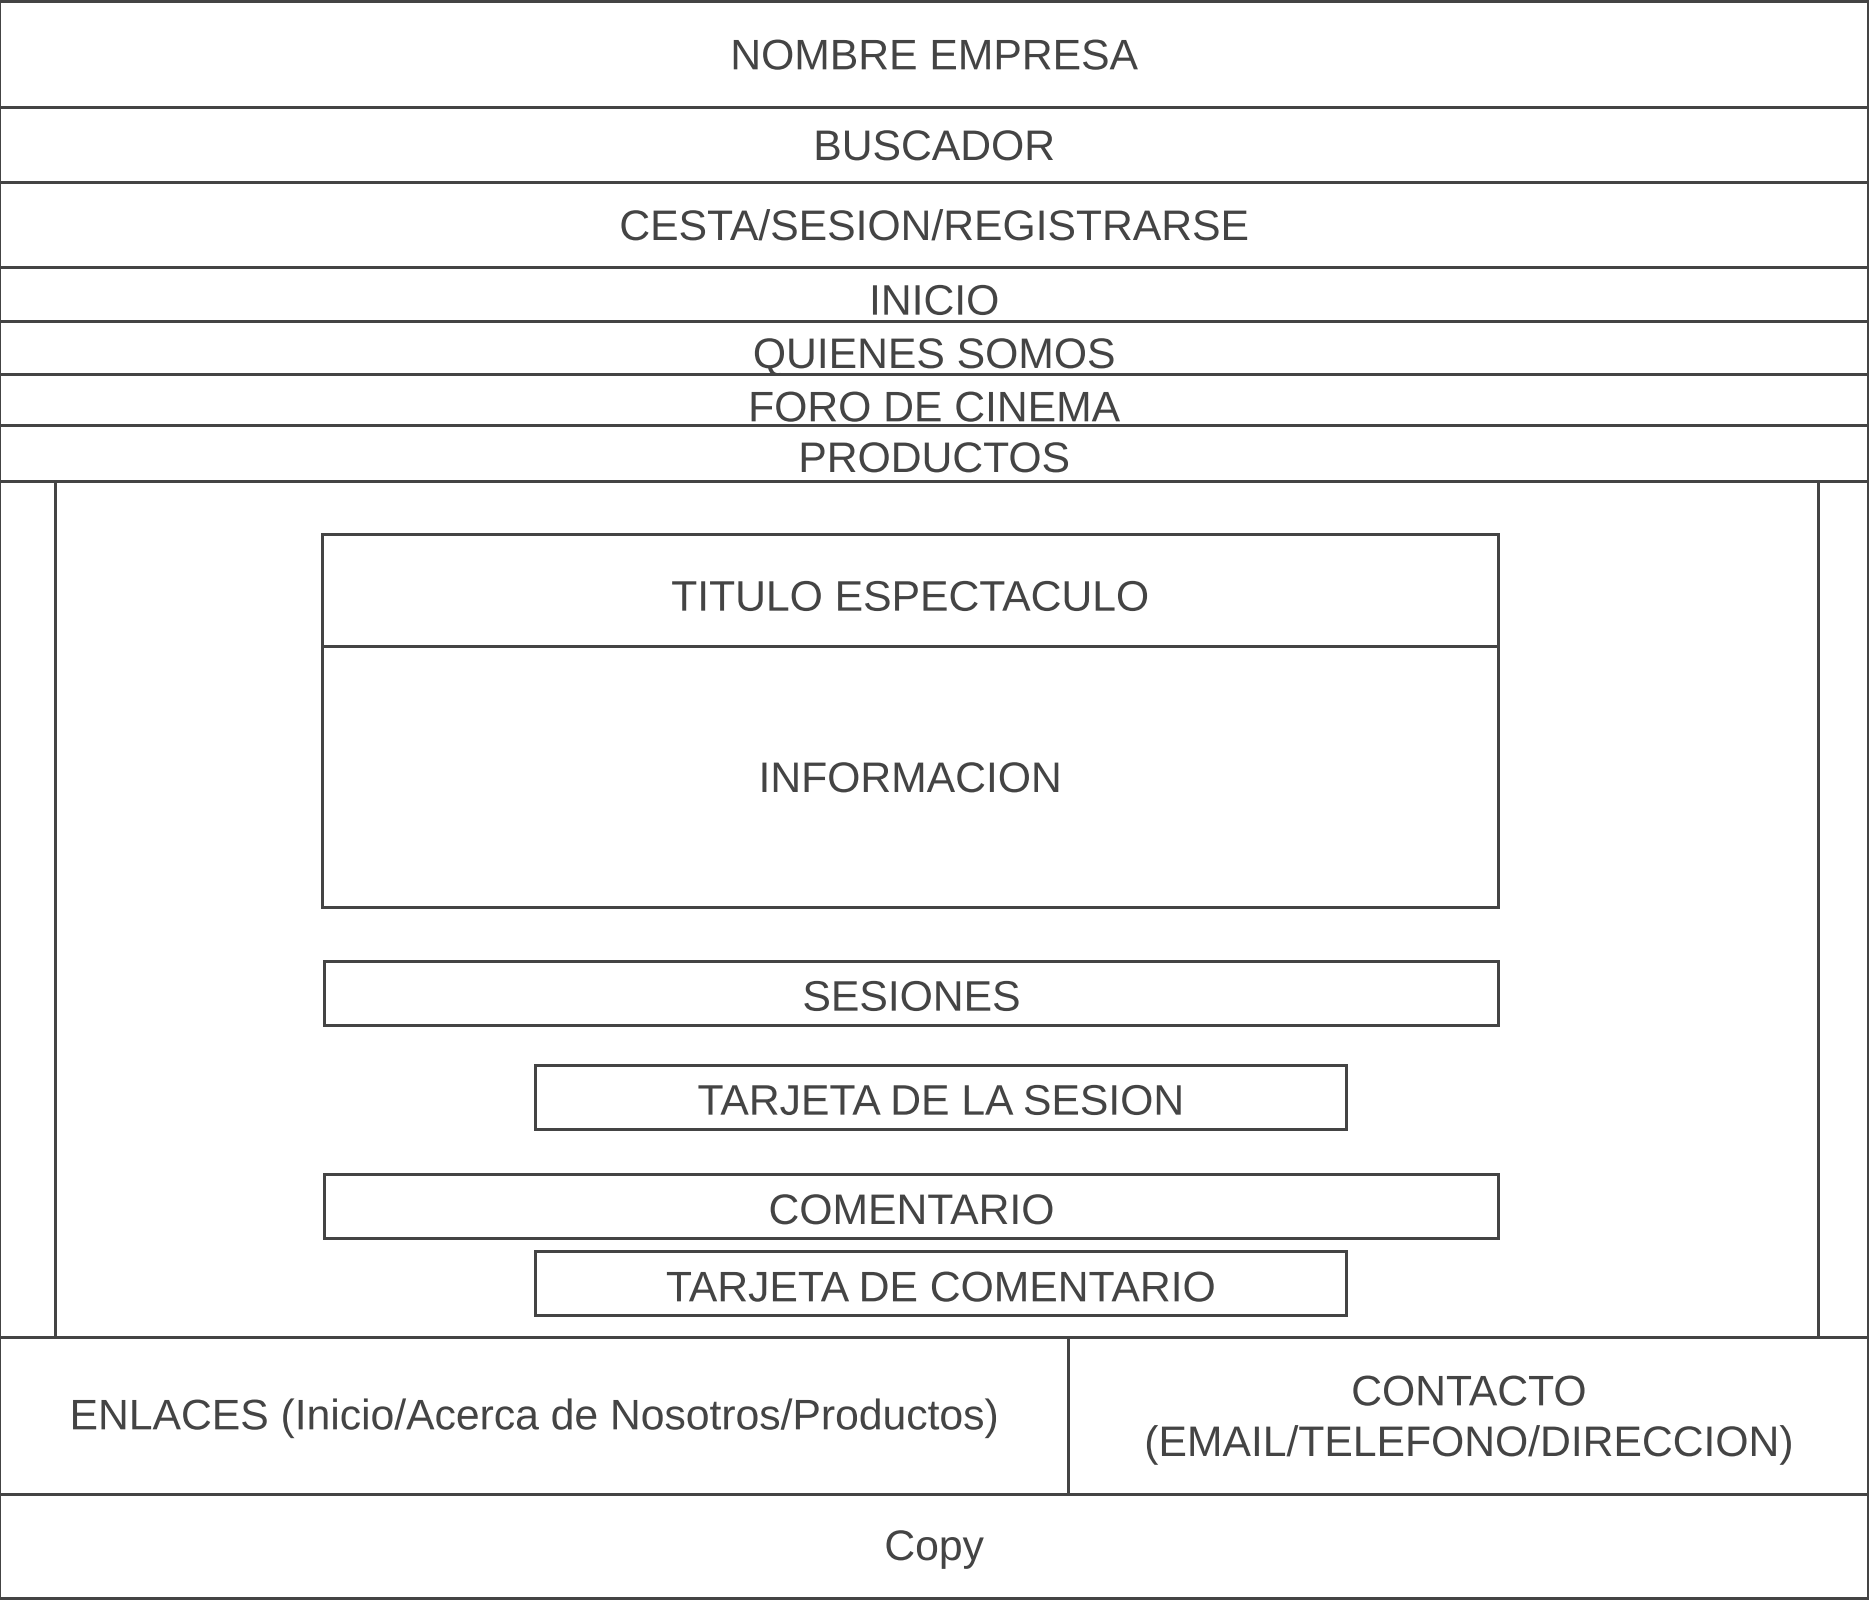 NOMBRE EMPRESA
BUSCADOR
CESTA/SESION/REGISTRARSE
INICIO
QUIENES SOMOS
FORO DE CINEMA
PRODUCTOS
TITULO ESPECTACULO
INFORMACION
SESIONES
TARJETA DE LA SESION
COMENTARIO
TARJETA DE COMENTARIO
ENLACES (Inicio/Acerca de Nosotros/Productos)
CONTACTO
(EMAIL/TELEFONO/DIRECCION)
Copy